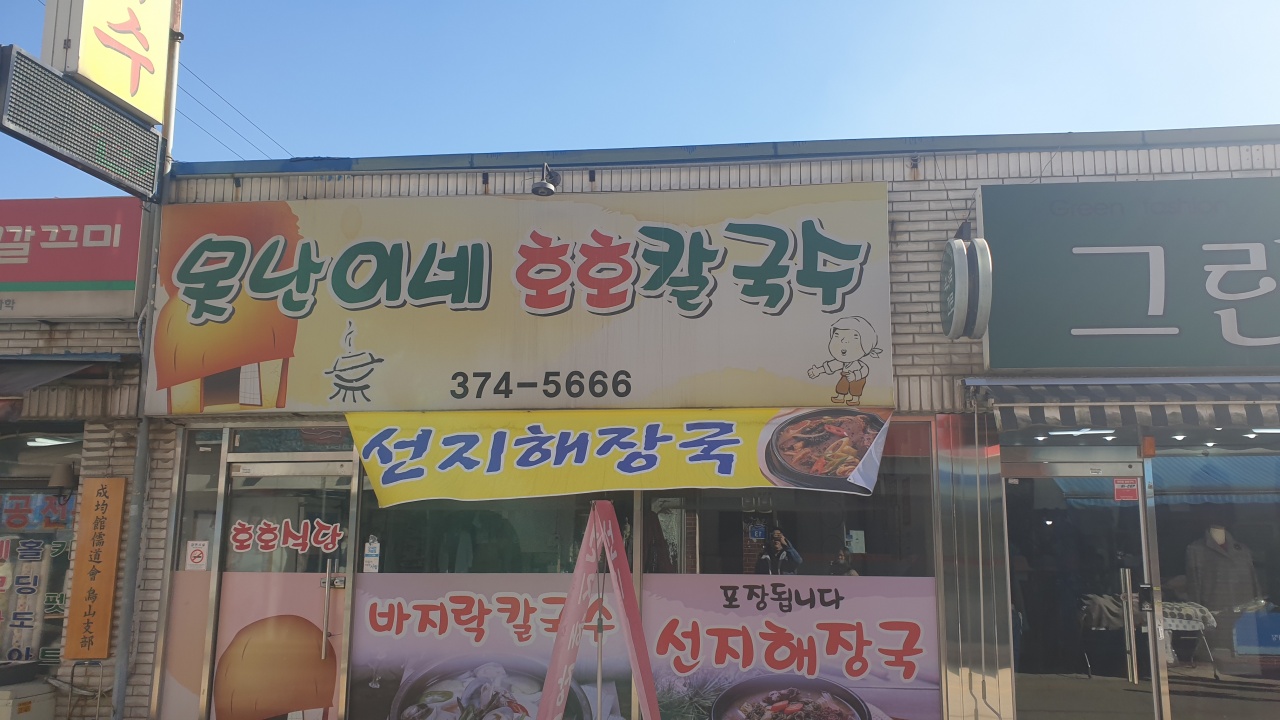 수
깔끄미
못난이네 호호칼국수
374-5666
그린
선지해장국
成均館儒道會 烏山支部
호호식당
포장됩니다
바지락칼국수
선지해장국